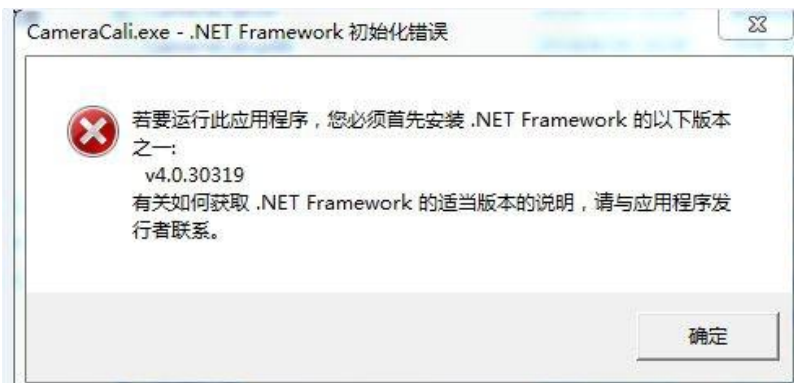 CameraCali.exe - .NET Framework 初始化错误
若要运行此应用程序，您必须首先安装 .NET Framework 的以下版本
之一:
v4.0.30319
有关如何获取 .NET Framework 的适当版本的说明，请与应用程序发
行者联系。
确定